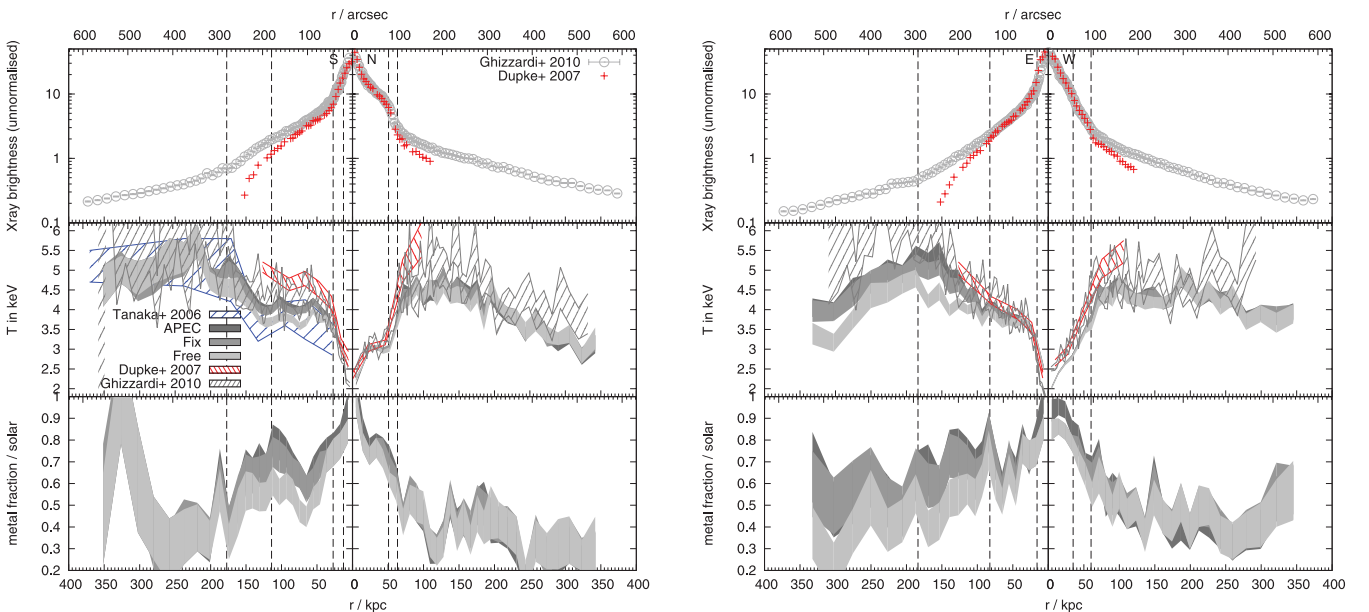 r / arcsec
600 500 400 300 200 100 0 100 200 300 400 500 600
Xray brightness (unnormalised)
10
1
0.1
S N
Ghizzardi+ 2010
Dupke+ 2007
T in keV
6
5.5
5
4.5
4
3.5
3
2.5
2
Tanaka+ 2006
APEC
Fix
Free
Dupke+ 2007
Ghizzardi+ 2010
metal fraction / solar
1
0.9
0.8
0.7
0.6
0.5
0.4
0.3
0.2
400 350 300 250 200 150 100 50 0 50 100 150 200 250 300 350 400
r / kpc
r / arcsec
600 500 400 300 200 100 0 100 200 300 400 500 600
Xray brightness (unnormalised)
10
1
0.1
E W
T in keV
6
5.5
5
4.5
4
3.5
3
2.5
2
metal fraction / solar
1
0.9
0.8
0.7
0.6
0.5
0.4
0.3
0.2
400 350 300 250 200 150 100 50 0 50 100 150 200 250 300 350 400
r / kpc